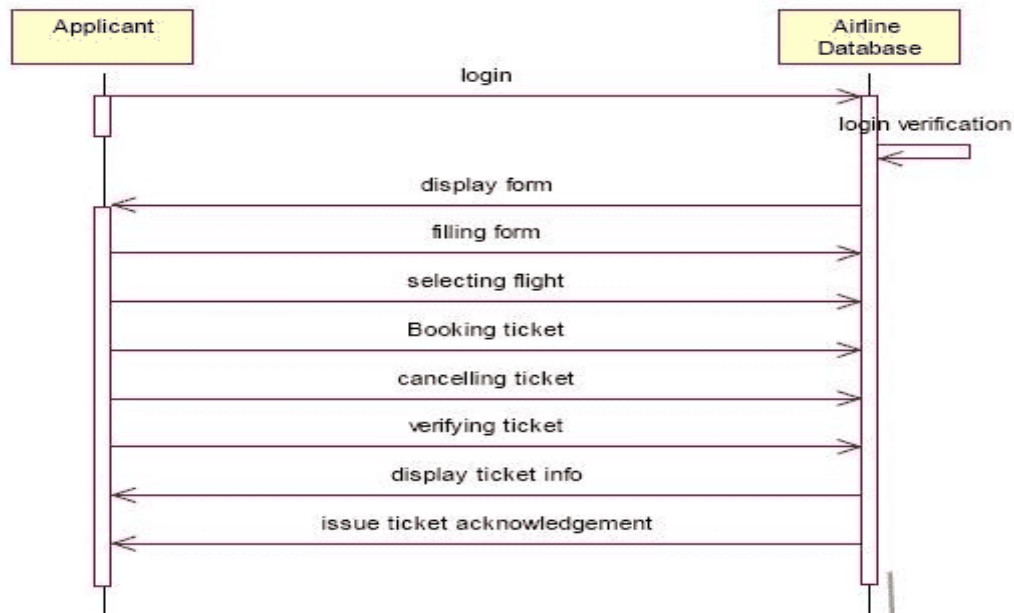 Applicant
Airline
Database
login
login verification
display form
filling form
selecting flight
Booking ticket
cancelling ticket
verifying ticket
display ticket info
issue ticket acknowledgement